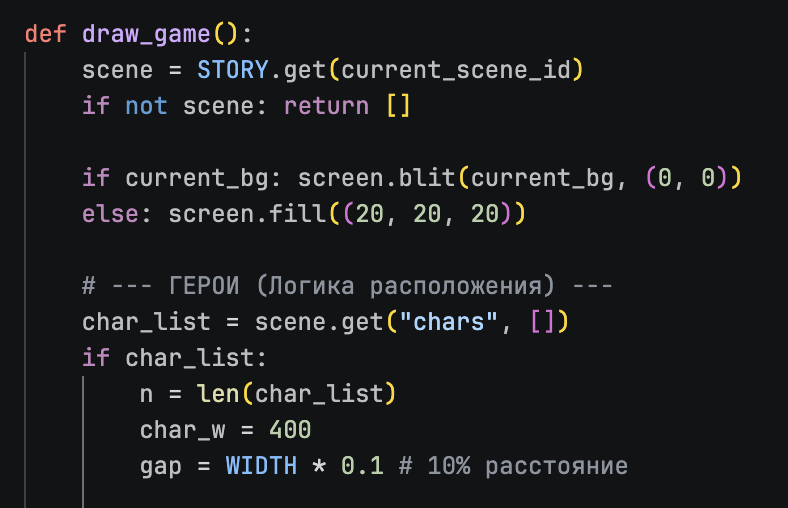 def draw_game():
    scene = STORY.get(current_scene_id)
    if not scene: return []

    if current_bg: screen.blit(current_bg, (0, 0))
    else: screen.fill((20, 20, 20))

    # --- ГЕРОИ (Логика расположения) ---
    char_list = scene.get("chars", [])
    if char_list:
        n = len(char_list)
        char_w = 400
        gap = WIDTH * 0.1 # 10% расстояние